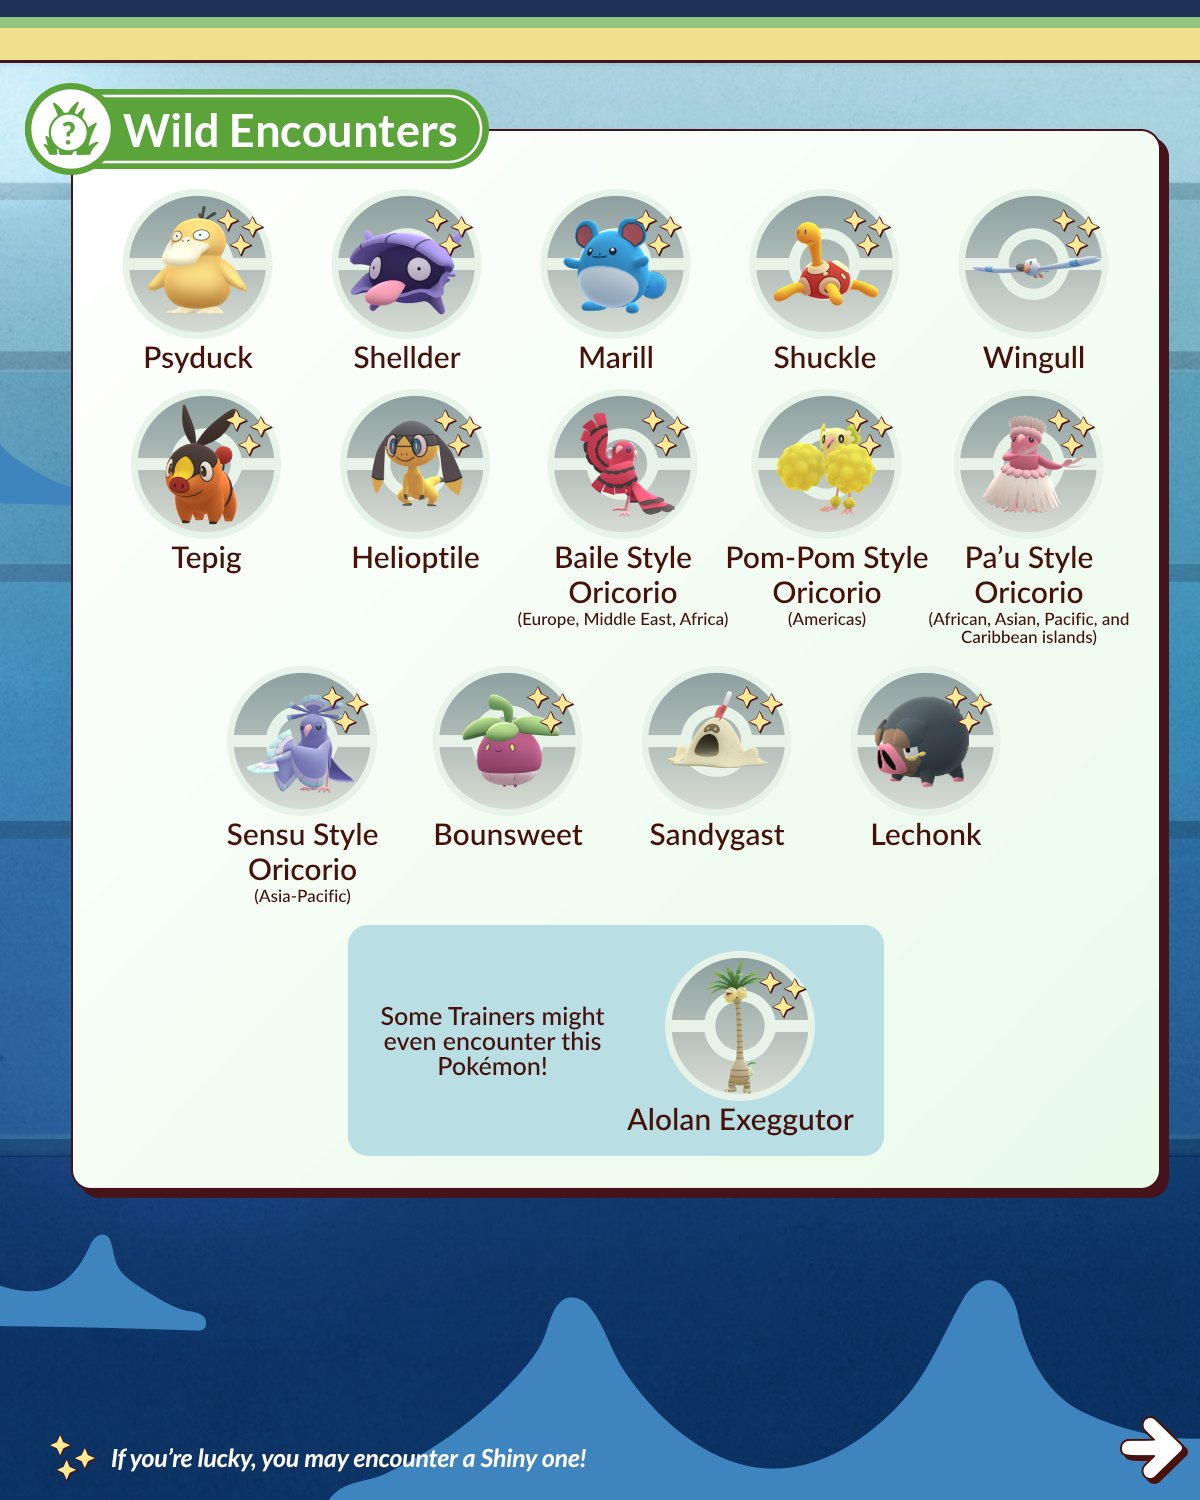 ?
Wild Encounters
Psyduck
Shellder
Marill
Shuckle
Wingull
Tepig
Helioptile
Baile Style
Oricorio
(Europe, Middle East, Africa)
Pom-Pom Style
Oricorio
(Americas)
Pa’u Style
Oricorio
(African, Asian, Pacific, and
Caribbean islands)
Sensu Style
Oricorio
(Asia-Pacific)
Bounsweet
Sandygast
Lechonk
Some Trainers might
even encounter this
Pokémon!
Alolan Exeggutor
If you’re lucky, you may encounter a Shiny one!